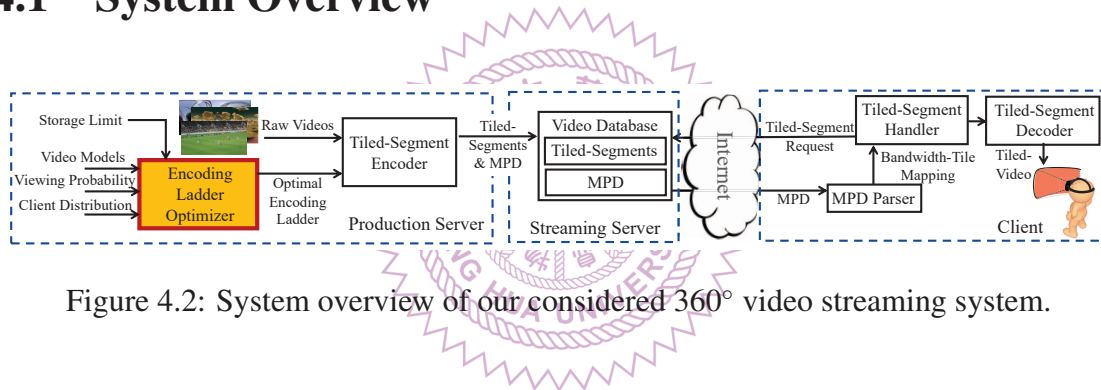 4.1 System Overview
Storage Limit
Video Models
Viewing Probability
Client Distribution
Encoding
Ladder
Optimizer
Raw Videos
Optimal
Encoding
Ladder
Tiled-Segment
Encoder
Production Server
Tiled-
Segments
& MPD
Video Database
Tiled-Segments
MPD
Streaming Server
Internet
Tiled-Segment
Request
MPD
Tiled-Segment
Handler
Bandwidth-Tile
Mapping
MPD Parser
Tiled-Segment
Decoder
Tiled-
Video
Client
Figure 4.2: System overview of our considered 360° video streaming system.